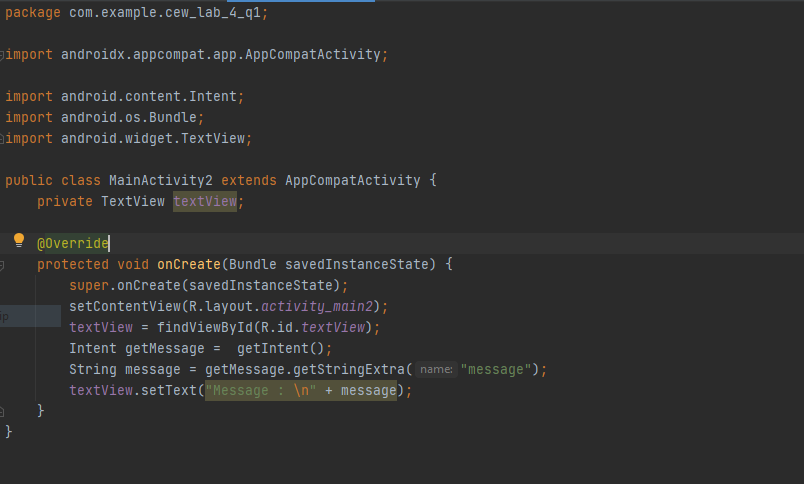 package com.example.cew_lab_4_q1;
import androidx.appcompat.app.AppCompatActivity;
import android.content.Intent;
import android.os.Bundle;
import android.widget.TextView;
public class MainActivity2 extends AppCompatActivity {
private TextView textView;
@Override
protected void onCreate(Bundle savedInstanceState) {
super.onCreate(savedInstanceState);
setContentView(R.layout.activity_main2);
textView = findViewById(R.id.textView);
Intent getMessage =  getIntent();
String message = getMessage.getStringExtra( name: "message");
textView.setText("Message : \n" + message);
}
}